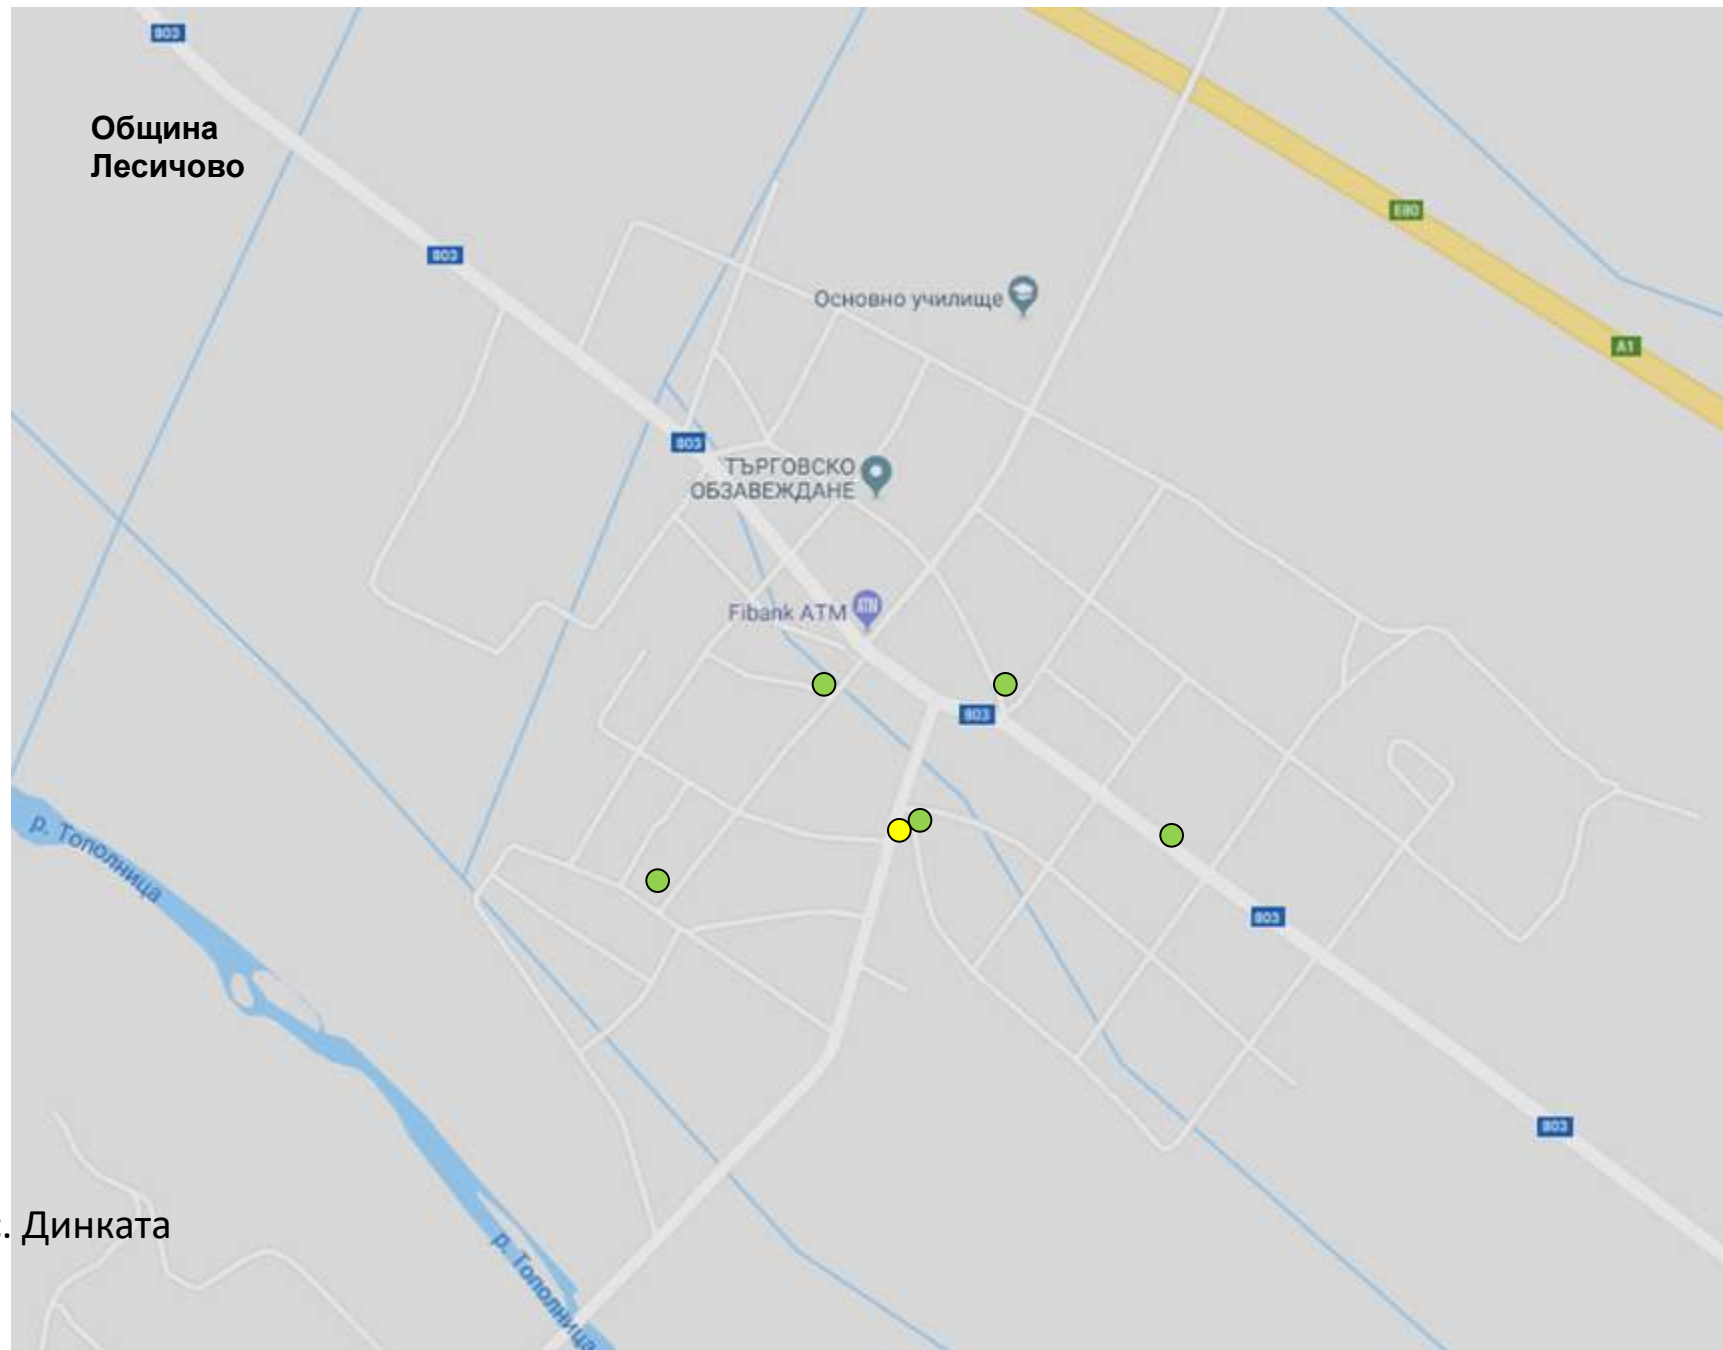 803
Община
Лесичово
E80
803
Основно училище
A1
803
ТЪРГОВСКО
ОБЗАВЕЖДАНЕ
Fibank ATM
ATM
803
р. Тополница
803
803
. Динката
р. Тополница